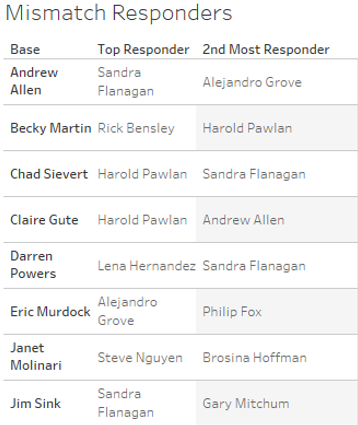 Mismatch Responders
Base Top Responder 2nd Most Responder
Andrew Allen Sandra Flanagan Alejandro Grove
Becky Martin Rick Bensley Harold Pawlan
Chad Sievert Harold Pawlan Sandra Flanagan
Claire Gute Harold Pawlan Andrew Allen
Darren Powers Lena Hernandez Sandra Flanagan
Eric Murdock Alejandro Grove Philip Fox
Janet Molinari Steve Nguyen Brosina Hoffman
Jim Sink Sandra Flanagan Gary Mitchum